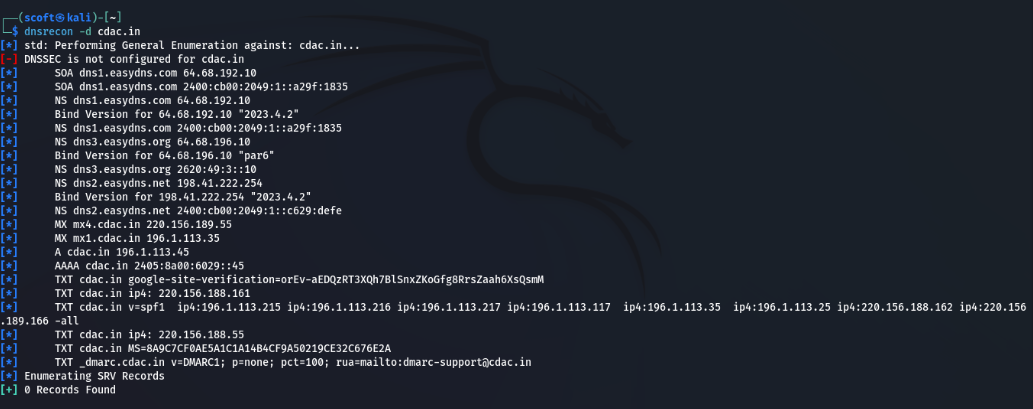 (scoft㉿kali)-[~]
$ dnsrecon -d cdac.in
[*] std: Performing General Enumeration against: cdac.in...
[-] DNSSEC is not configured for cdac.in
[*] SOA dns1.easydns.com 64.68.192.10
[*] SOA dns1.easydns.com 2400:cb00:2049:1::a29f:1835
[*] NS dns1.easydns.com 64.68.192.10
[*] Bind Version for 64.68.192.10 "2023.4.2"
[*] NS dns1.easydns.com 2400:cb00:2049:1::a29f:1835
[*] NS dns3.easydns.org 64.68.196.10
[*] Bind Version for 64.68.196.10 "par6"
[*] NS dns3.easydns.org 2620:49:3::10
[*] NS dns2.easydns.net 198.41.222.254
[*] Bind Version for 198.41.222.254 "2023.4.2"
[*] NS dns2.easydns.net 2400:cb00:2049:1::c629:defe
[*] MX mx4.cdac.in 220.156.189.55
[*] MX mx1.cdac.in 196.1.113.35
[*] A cdac.in 196.1.113.45
[*] AAAA cdac.in 2405:8a00:6029::45
[*] TXT cdac.in google-site-verification=orEv-aEDQzRT3XQh7BlSnxZKoGfg8RrsZaah6XsQsmM
[*] TXT cdac.in ip4: 220.156.188.161
[*] TXT cdac.in v=spf1  ip4:196.1.113.215 ip4:196.1.113.216 ip4:196.1.113.217 ip4:196.1.113.117  ip4:196.1.113.35  ip4:196.1.113.25 ip4:220.156.188.162 ip4:220.156
.189.166 -all
[*] TXT cdac.in ip4: 220.156.188.55
[*] TXT cdac.in MS=8A9C7CF0AE5A1C1A14B4CF9A50219CE32C676E2A
[*] TXT _dmarc.cdac.in v=DMARC1; p=none; pct=100; rua=mailto:dmarc-support@cdac.in
[*] Enumerating SRV Records
[+] 0 Records Found